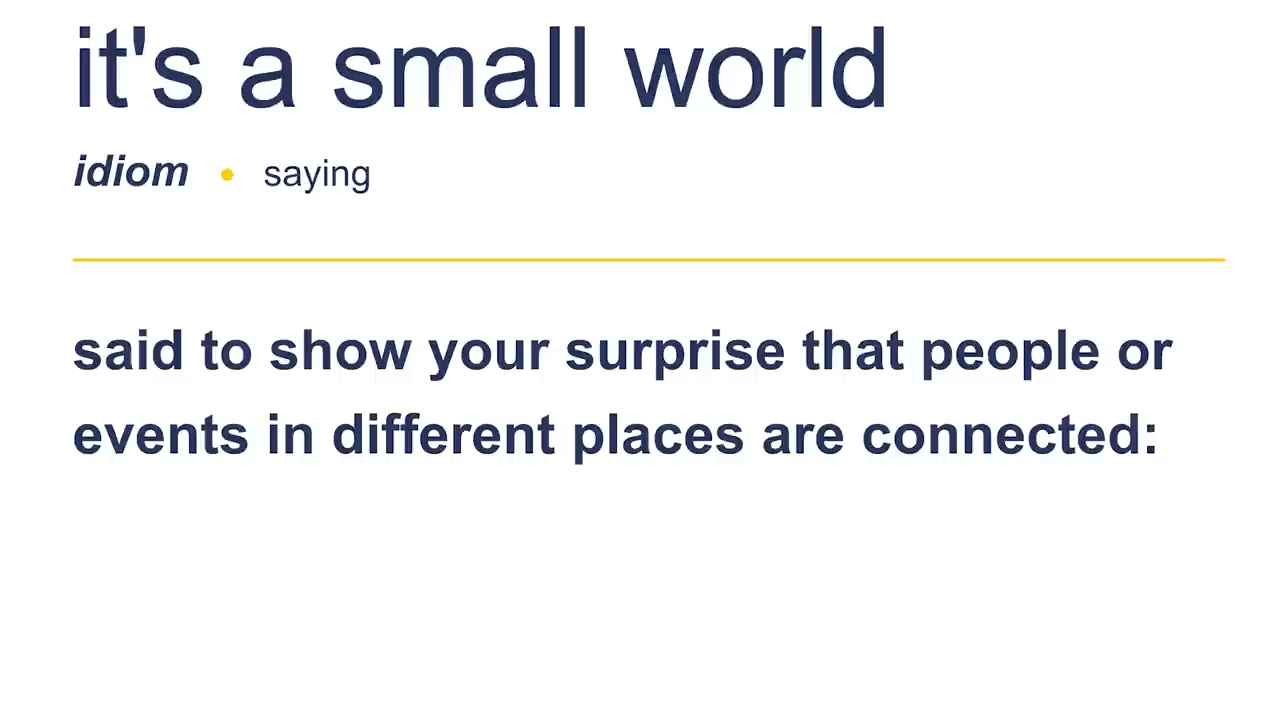 it's a small world
idiom • saying
said to show your surprise that people or
events in different places are connected: